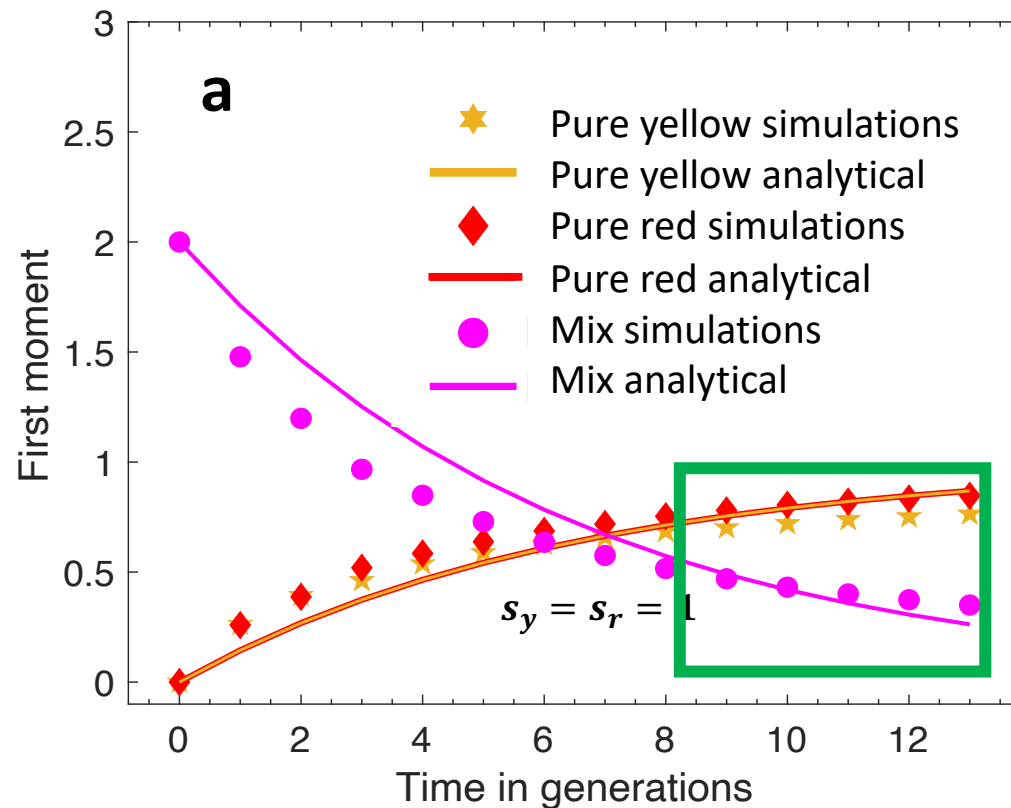 3
a
2.5
Pure yellow simulations
Pure yellow analytical
2
Pure red simulations
Pure red analytical
1.5
Mix simulations
Mix analytical
1
0.5
s_y = s_r = 1
0
0 2 4 6 8 10 12
First moment
Time in generations